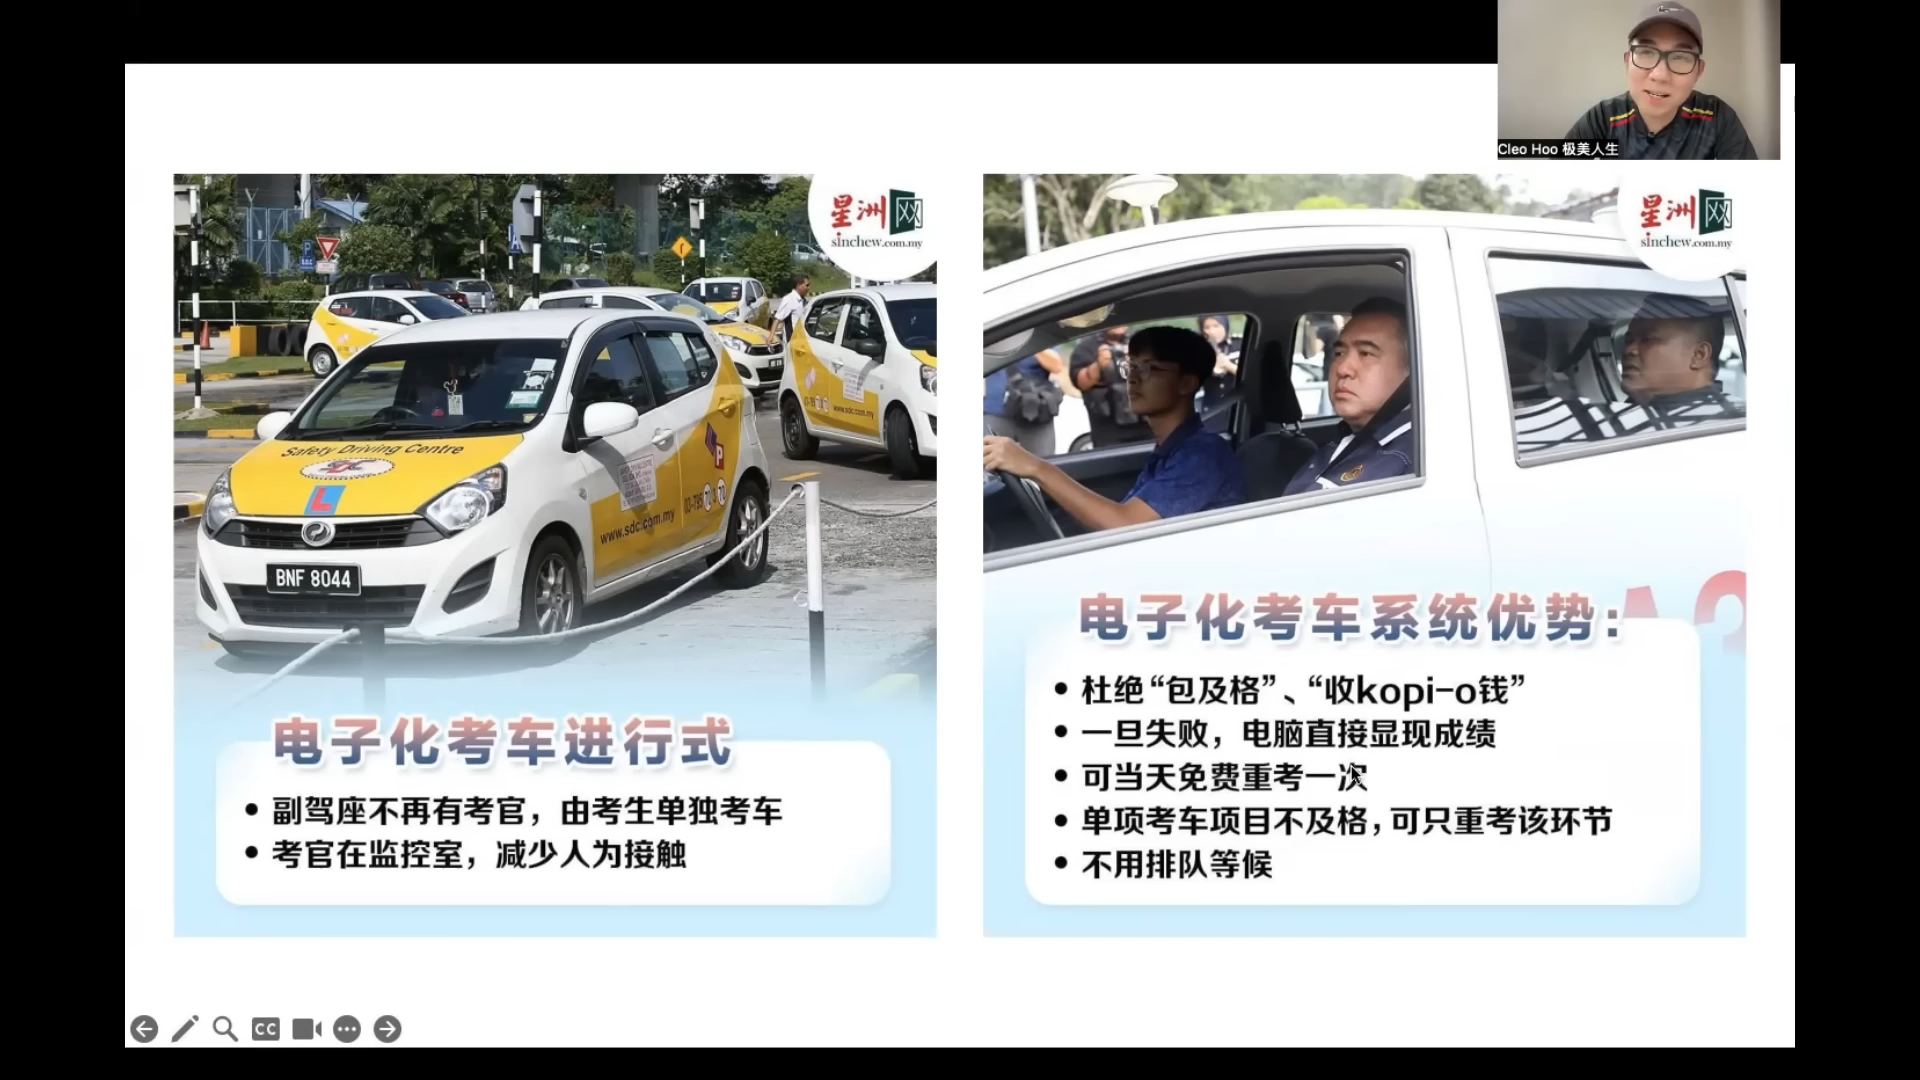 Cleo Hoo 极美人生
星洲网
sinchew.com.my
Safety Driving Centre
L
BNF 8044
P
www.sdc.com.my
www.sdc.com.my
电子化考车进行式
• 副驾座不再有考官，由考生单独考车
• 考官在监控室，减少人为接触
星洲网
sinchew.com.my
电子化考车系统优势：
• 杜绝“包及格”、“收kopi-o钱”
• 一旦失败，电脑直接显现成绩
• 可当天免费重考一次
• 单项考车项目不及格，可只重考该环节
• 不用排队等候
CC